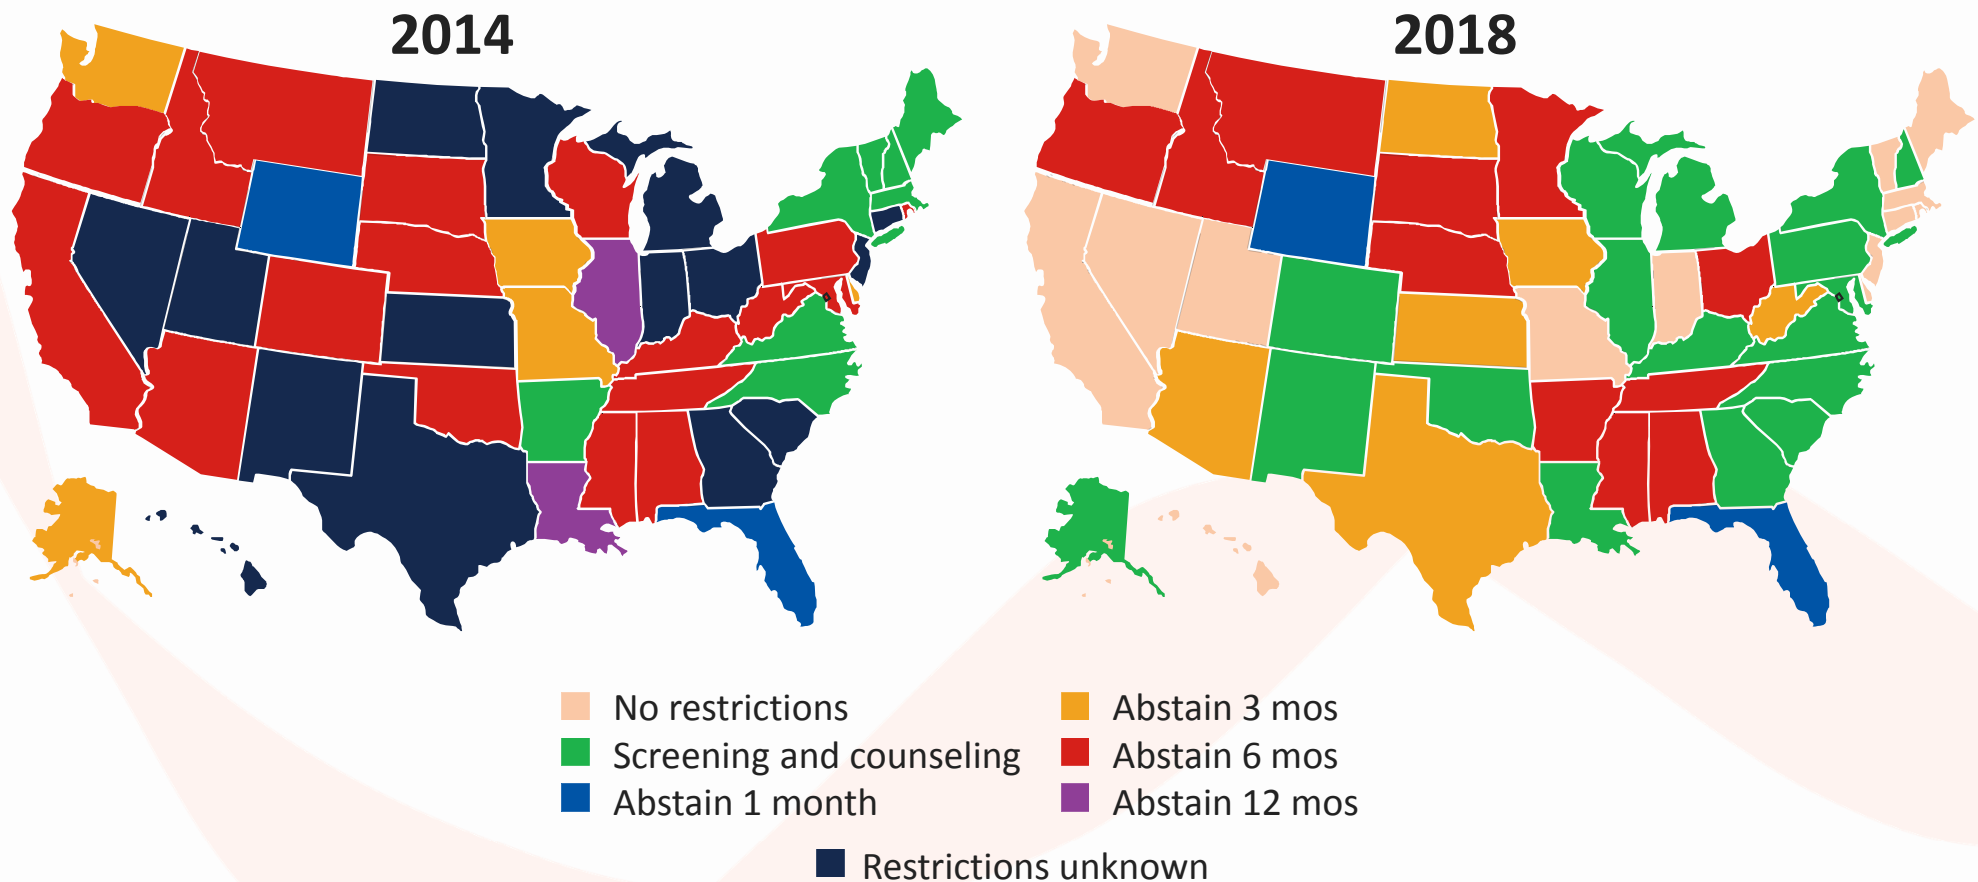 2014
2018
No restrictions
Abstain 3 mos
Screening and counseling
Abstain 6 mos
Abstain 1 month
Abstain 12 mos
Restrictions unknown